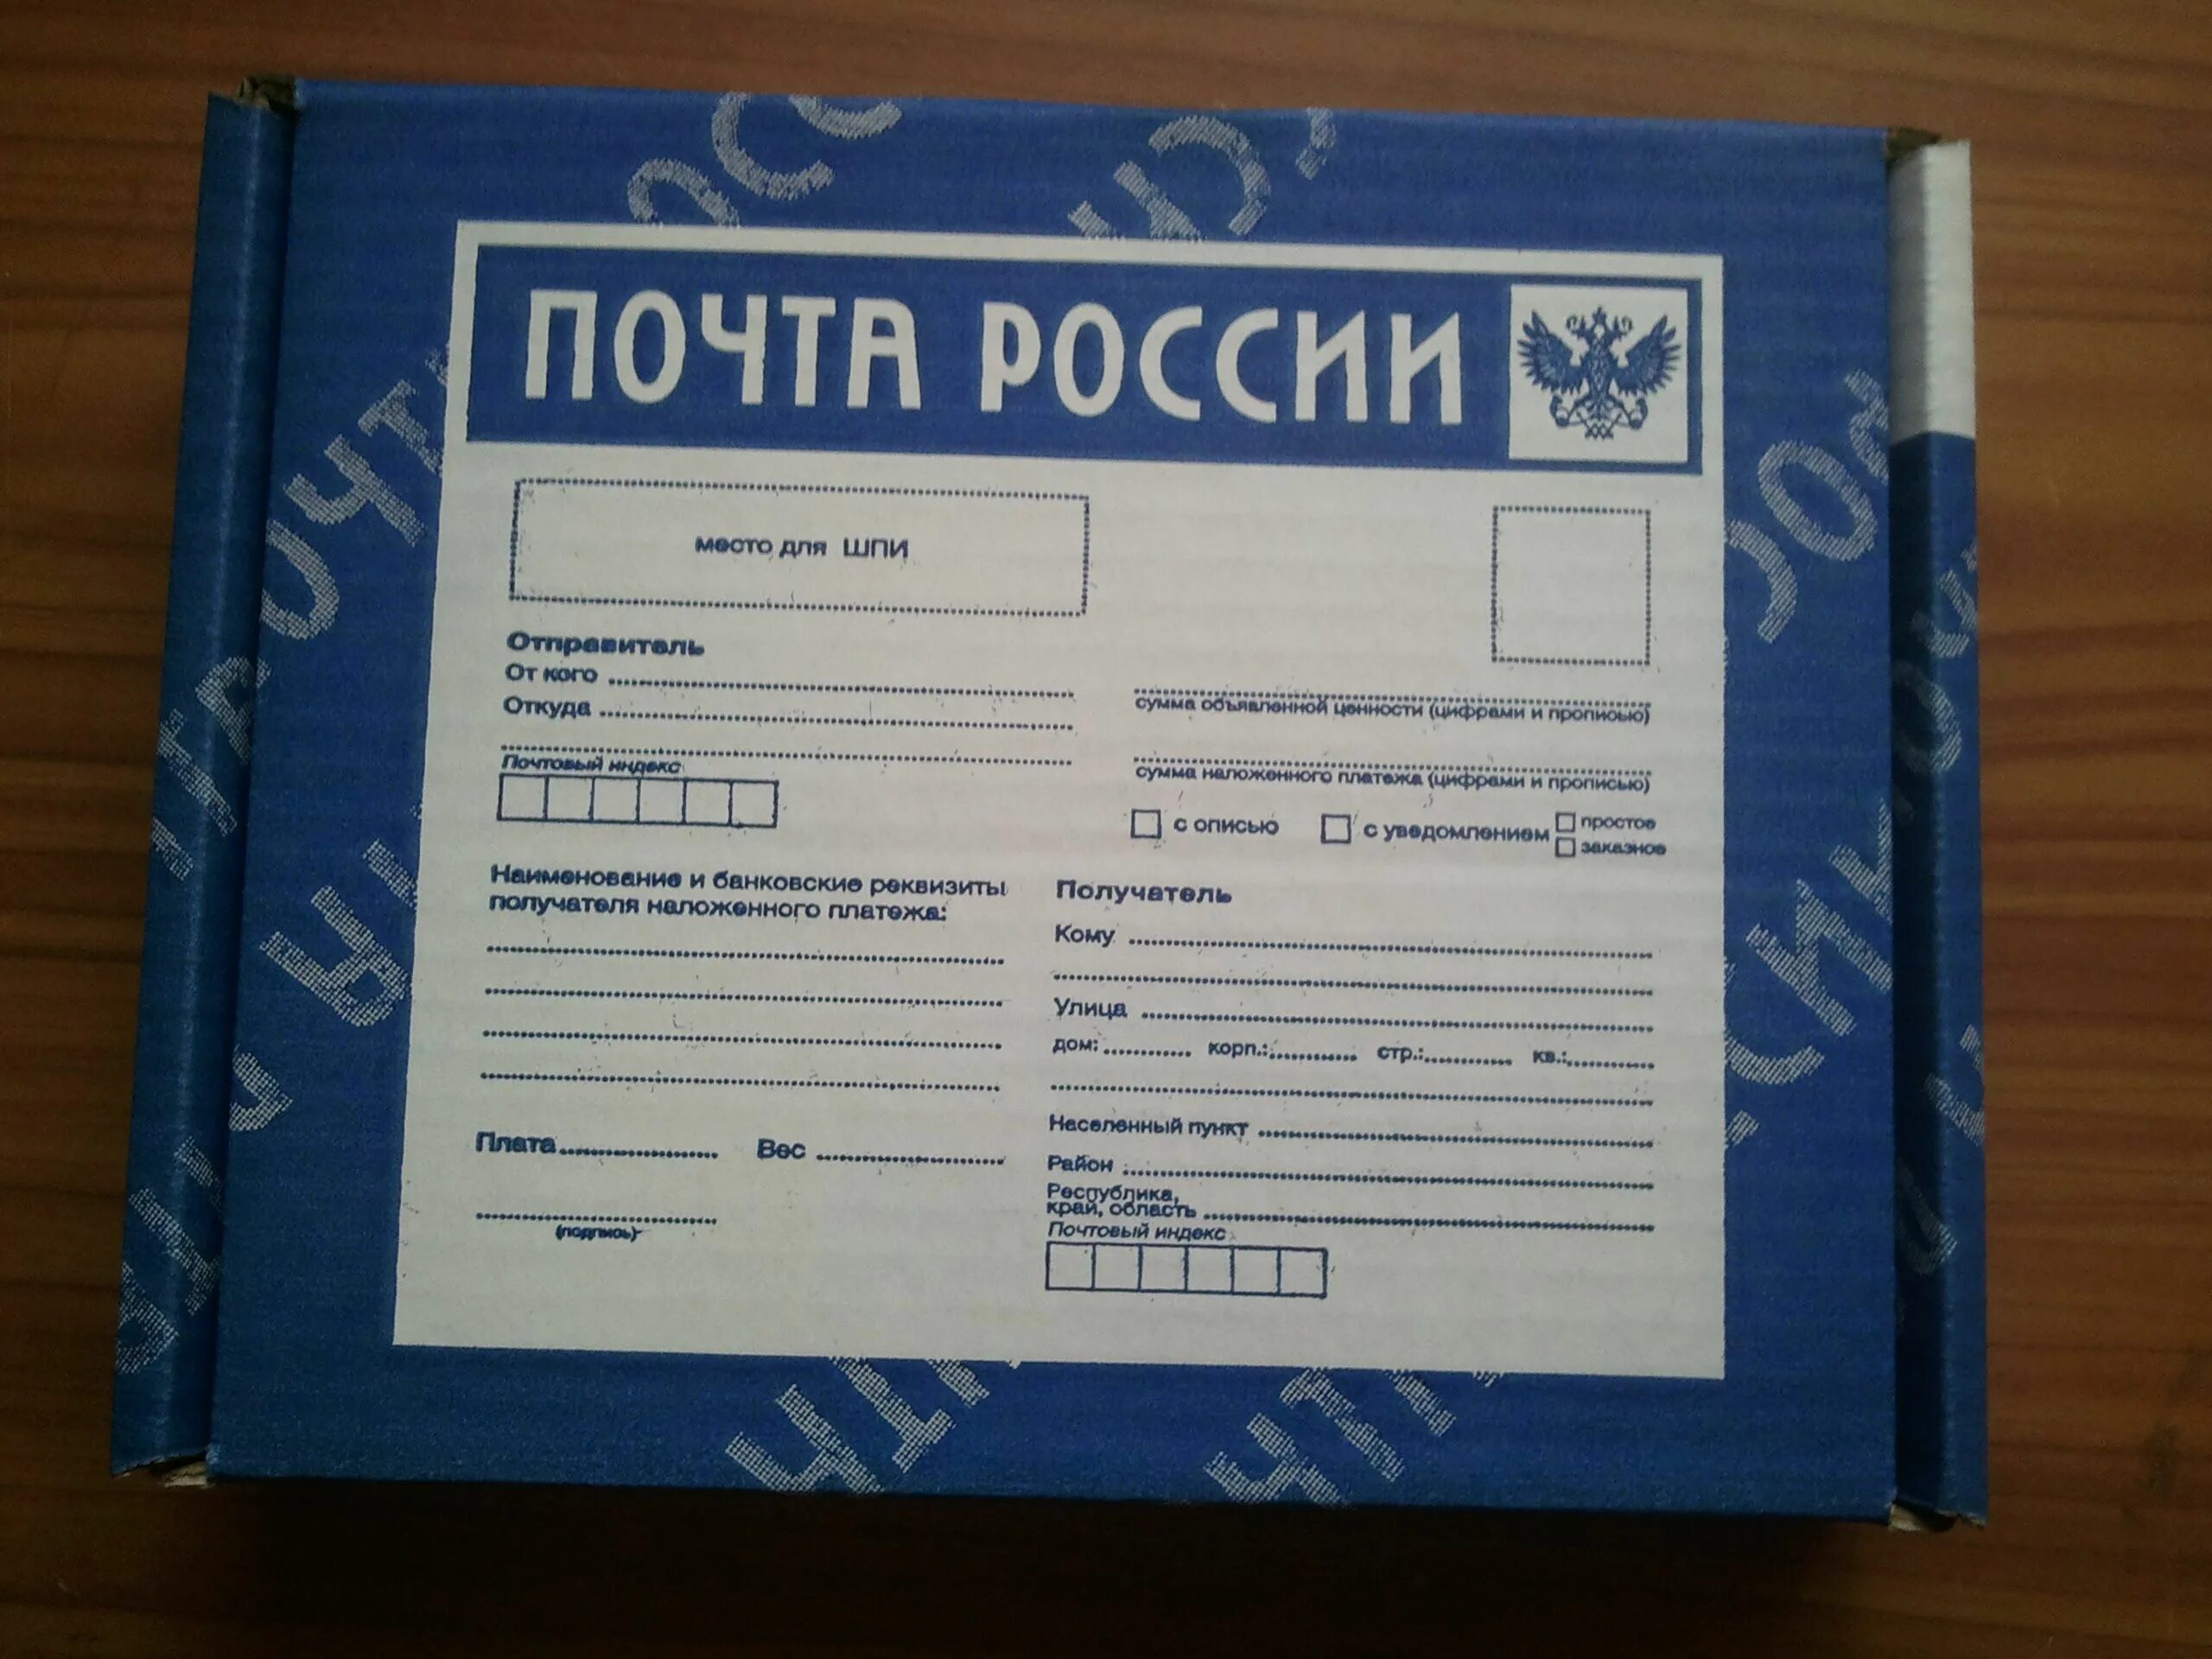 ПОЧТА РОССИИ
место для ШПИ
Отправитель
От кого
Откуда
Почтовый индекс
сумма объявленной ценности (цифрами и прописью)
сумма наложенного платежа (цифрами и прописью)
с описью
с уведомлением
простое
заказное
Наименование и банковские реквизиты
получателя наложенного платежа:
Плата
Вес
(подпись)
Получатель
Кому
Улица
дом: корп.: стр.: кв.:
Населенный пункт
Район
Республика,
край, область
Почтовый индекс